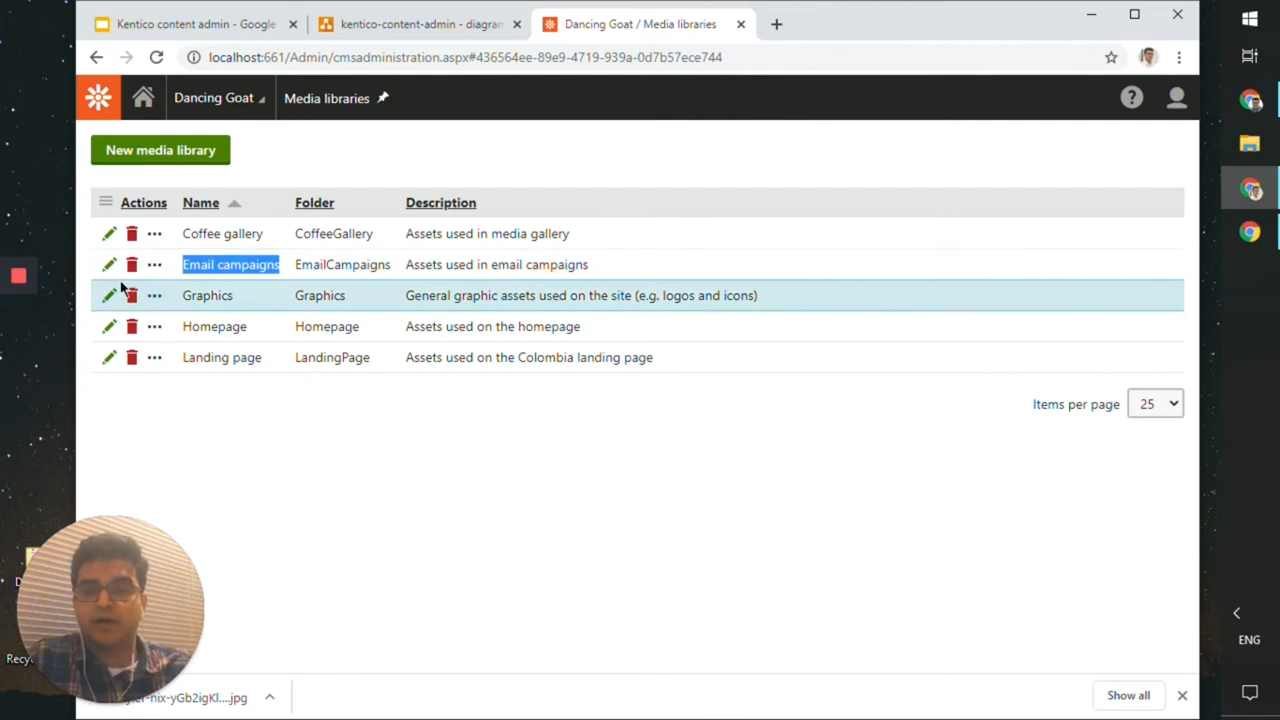 Kentico content admin - Google
kentico-content-admin - diagram
Dancing Goat / Media libraries
localhost:661/Admin/cmsadministration.aspx#436564ee-89e9-4719-939a-0d7b57ece744
Dancing Goat
Media libraries
New media library
Actions Name Folder Description
Coffee gallery CoffeeGallery Assets used in media gallery
Email campaigns EmailCampaigns Assets used in email campaigns
Graphics Graphics General graphic assets used on the site (e.g. logos and icons)
Homepage Homepage Assets used on the homepage
Landing page LandingPage Assets used on the Colombia landing page
Items per page 25
ENG
Show all